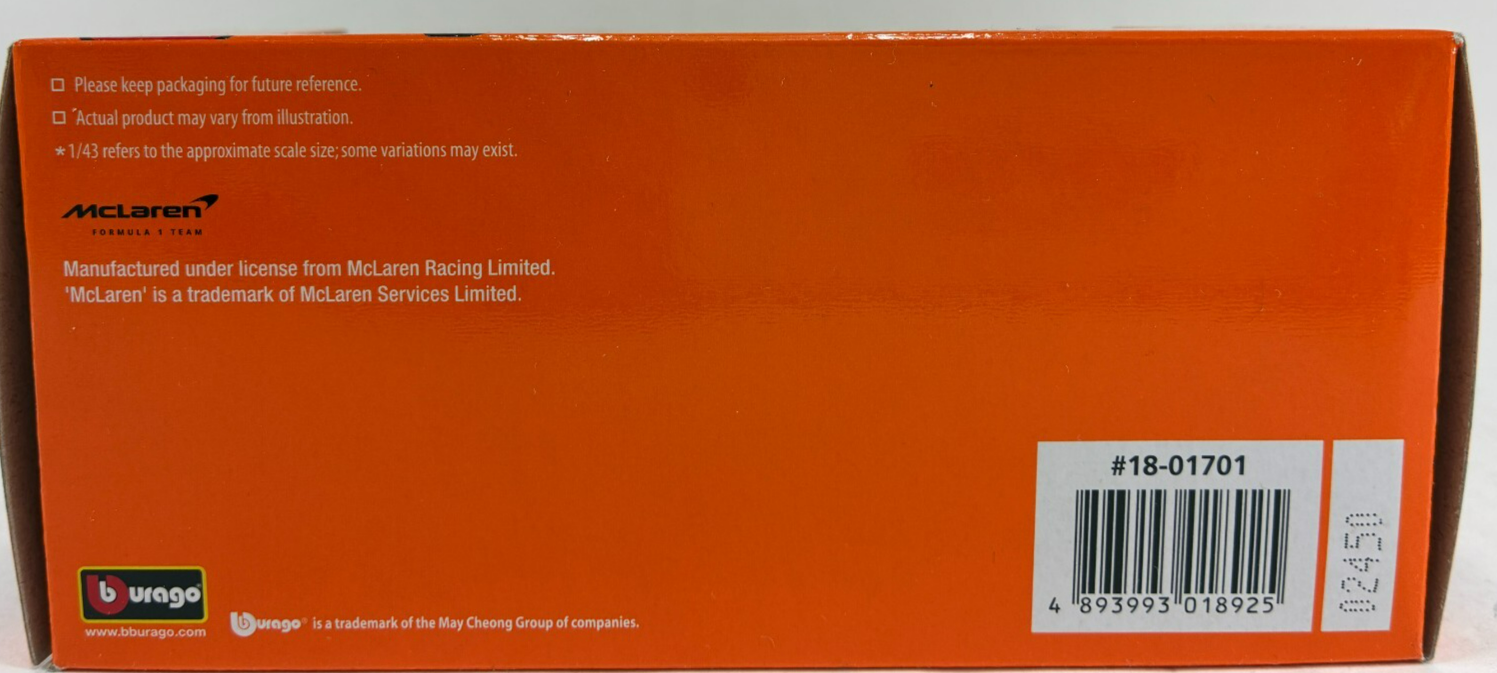 Please keep packaging for future reference.
Actual product may vary from illustration.
*1/43 refers to the approximate scale size; some variations may exist.
McLaren
FORMULA 1 TEAM
Manufactured under license from McLaren Racing Limited.
'McLaren' is a trademark of McLaren Services Limited.
#18-01701
4 893993 018925
02450
burago
www.bburago.com
burago® is a trademark of the May Cheong Group of companies.